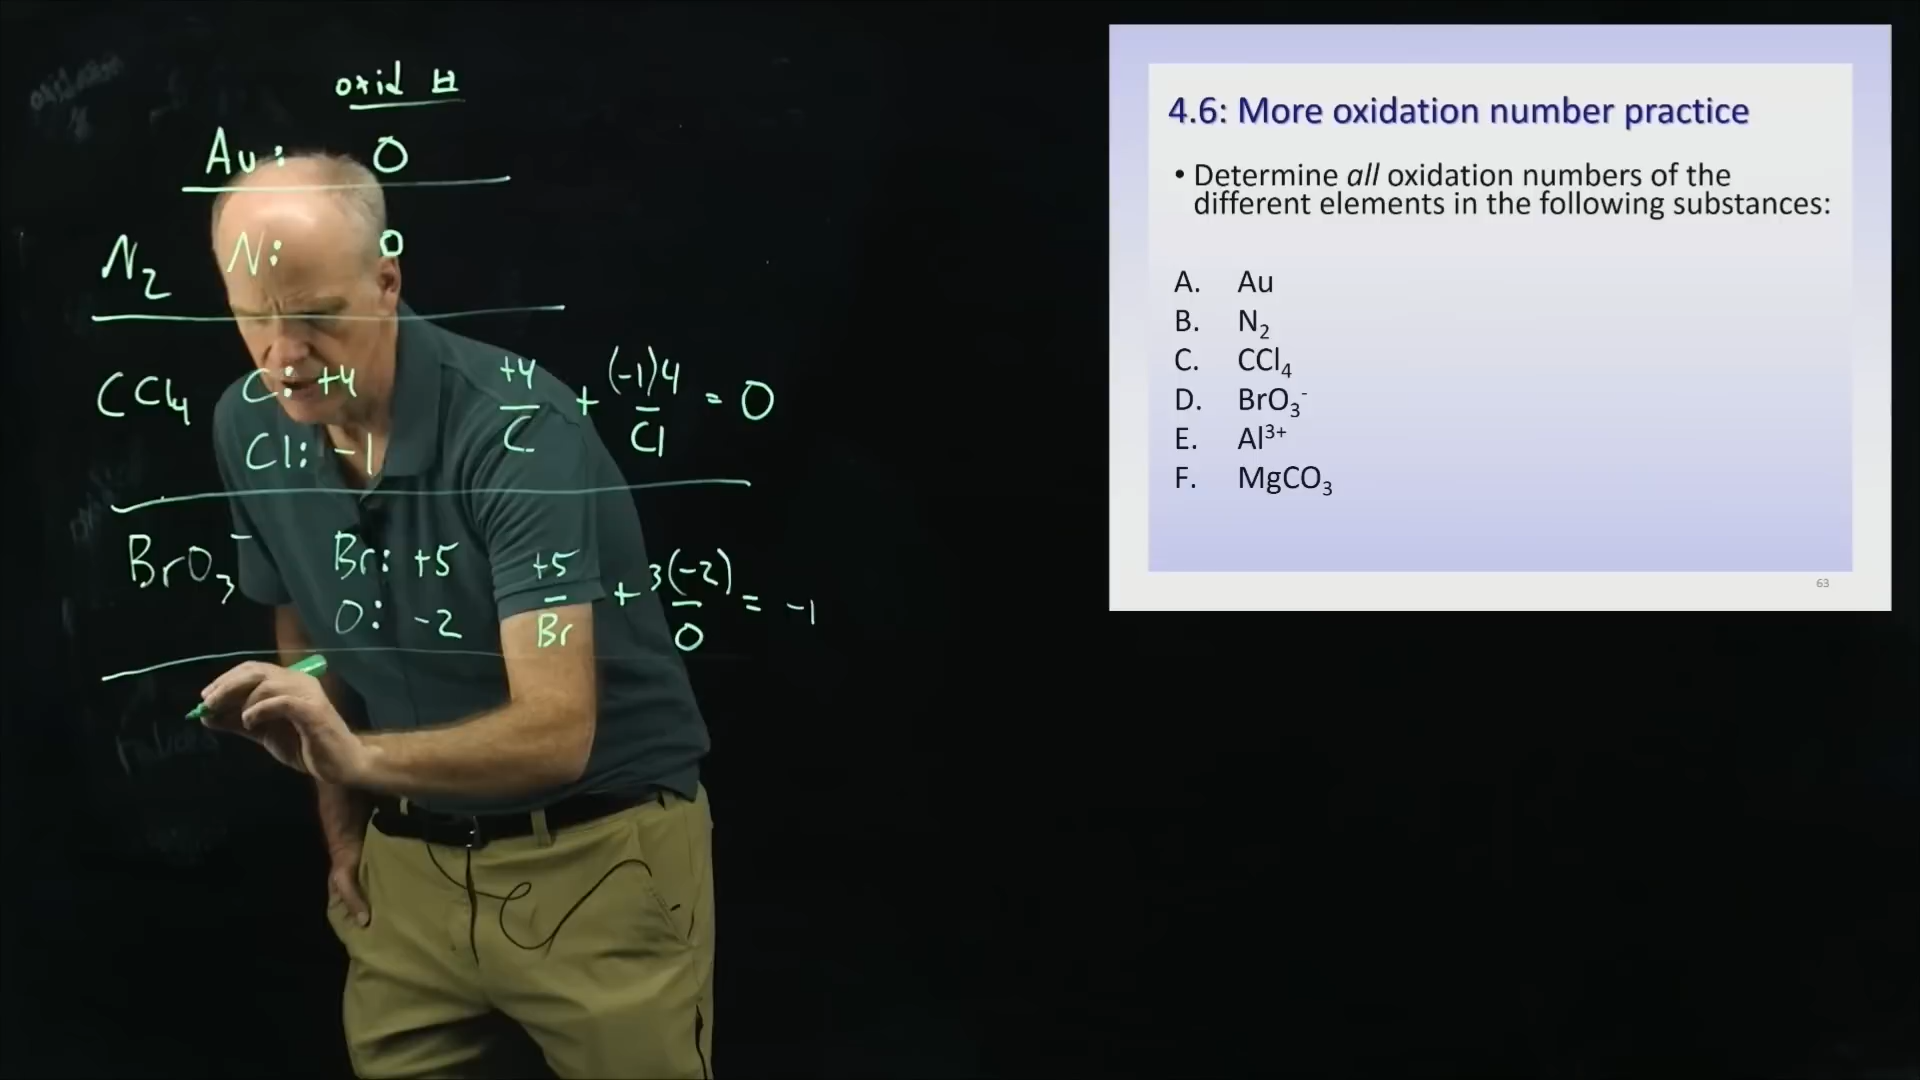 oxid #
Au: 0
N₂ N: 0
CCl₄ C: +4 +4/C + (-1)4/Cl = 0
Cl: -1
BrO₃⁻ Br: +5 +5/Br + 3(-2)/O = -1
O: -2
4.6: More oxidation number practice
• Determine all oxidation numbers of the
different elements in the following substances:
A. Au
B. N₂
C. CCl₄
D. BrO₃⁻
E. Al³⁺
F. MgCO₃
63